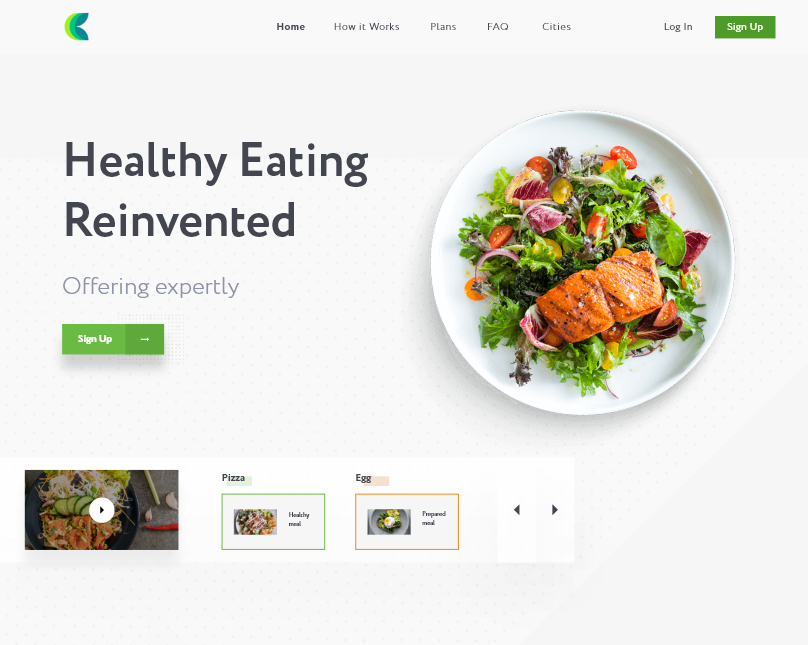 Home
How it Works
Plans
FAQ
Cities
Log In
Sign Up
Healthy Eating
Reinvented
Offering expertly
Sign Up →
Pizza
Healthy
meal
Egg
Prepared
meal